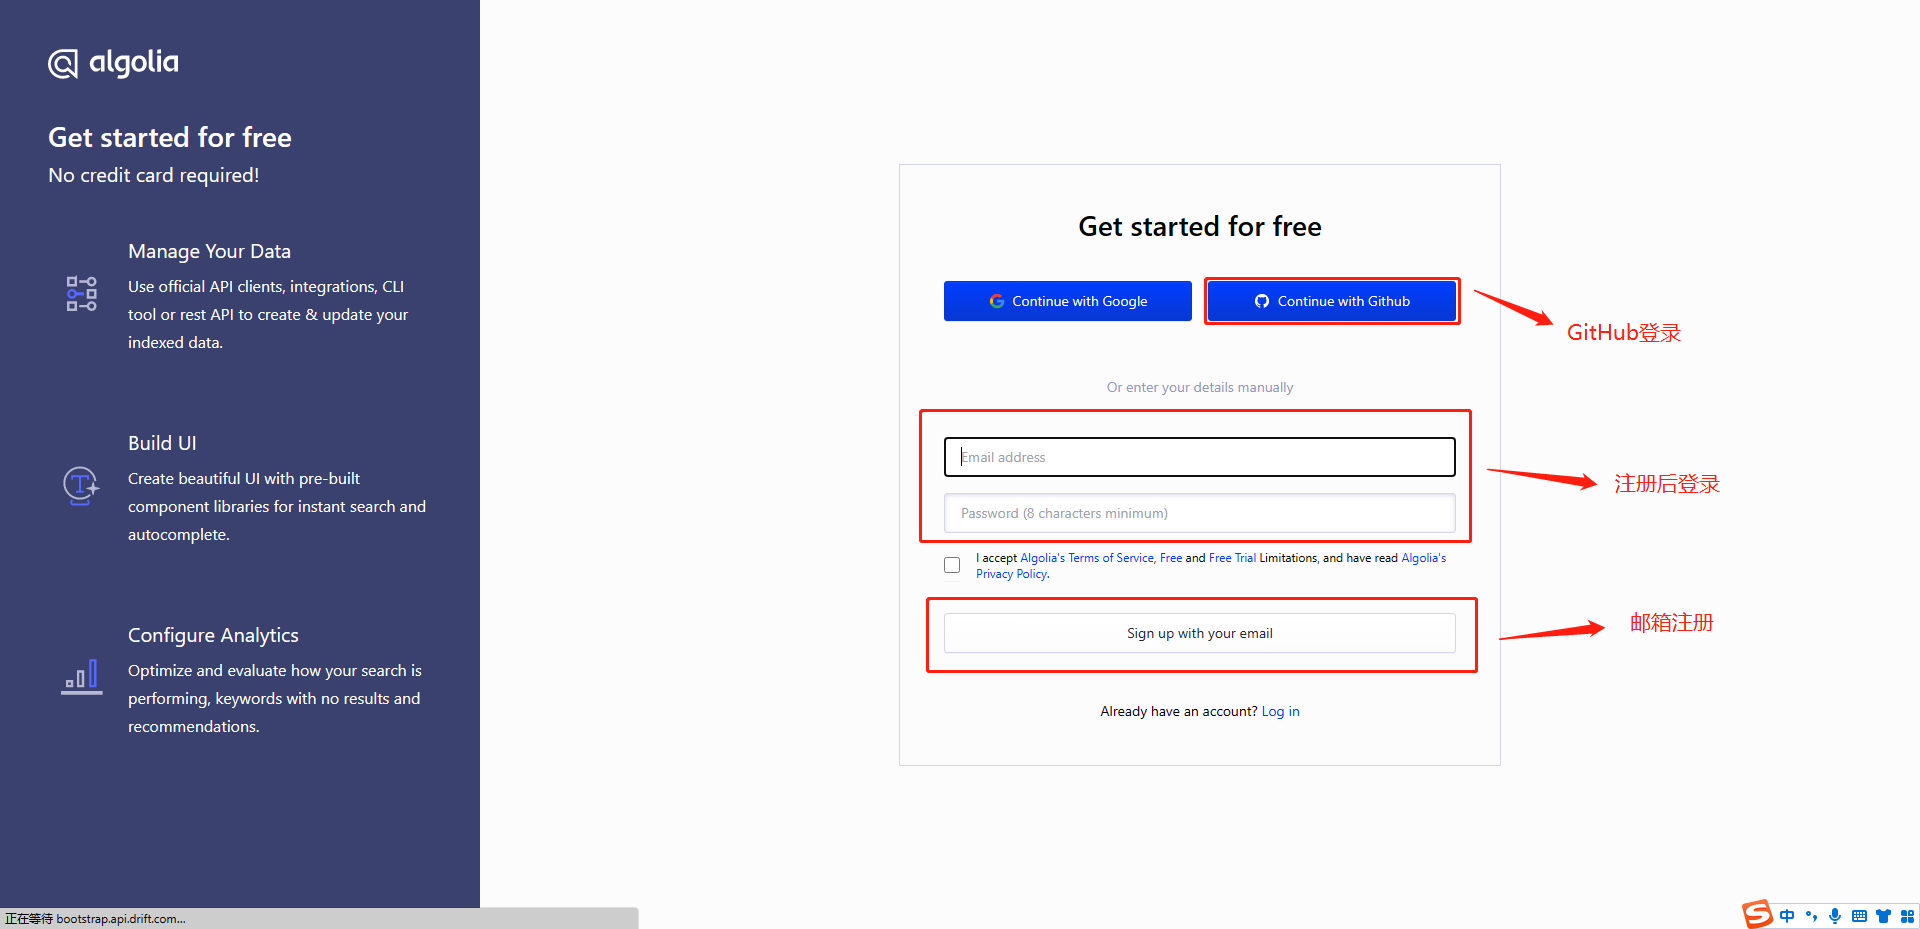 algolia
Get started for free
No credit card required!
Manage Your Data
Use official API clients, integrations, CLI
tool or rest API to create & update your
indexed data.
Build UI
Create beautiful UI with pre-built
component libraries for instant search and
autocomplete.
Configure Analytics
Optimize and evaluate how your search is
performing, keywords with no results and
recommendations.
Get started for free
Continue with Google
Continue with Github
GitHub登录
Or enter your details manually
Email address
注册后登录
Password (8 characters minimum)
I accept Algolia's Terms of Service, Free and Free Trial Limitations, and have read Algolia's
Privacy Policy.
Sign up with your email
邮箱注册
Already have an account? Log in
正在等待 bootstrap.api.drift.com...
中